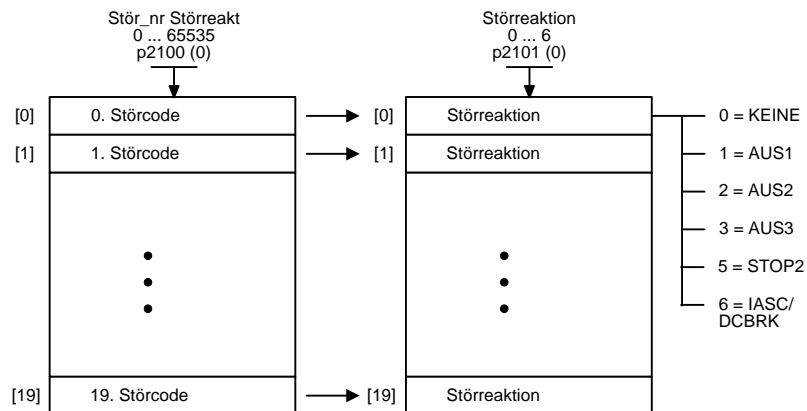 Stör_nr Störreakt
0 ... 65535
p2100 (0)
Störreaktion
0 ... 6
p2101 (0)
[0] 0. Störcode [0] Störreaktion 0 = KEINE
[1] 1. Störcode [1] Störreaktion 1 = AUS1
2 = AUS2
3 = AUS3
5 = STOP2
6 = IASC/
DCBRK
[19] 19. Störcode [19] Störreaktion